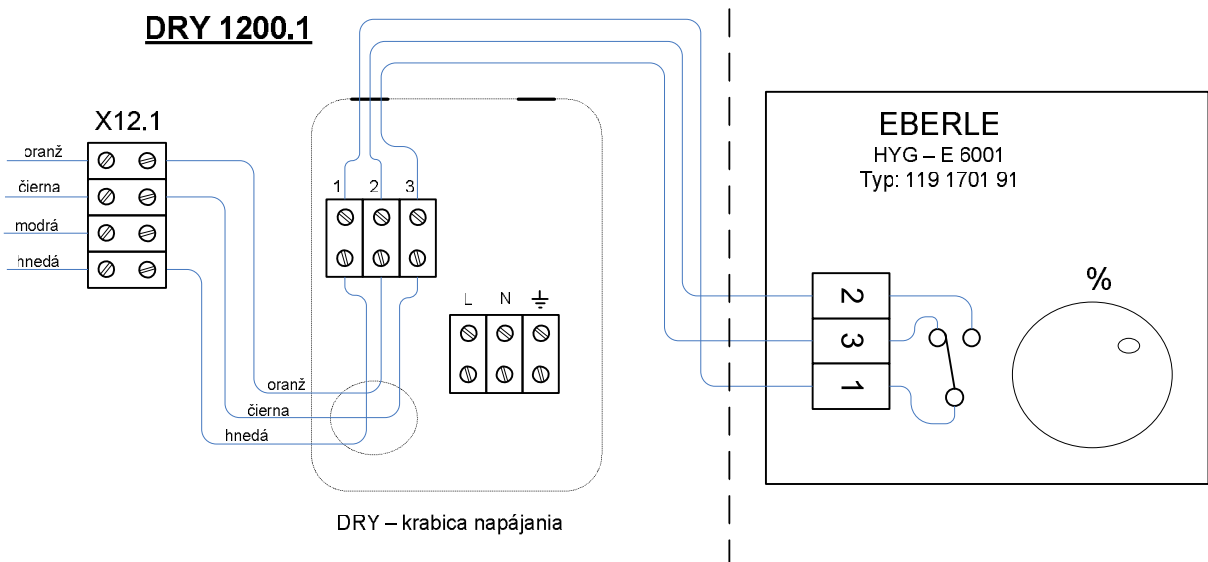 DRY 1200.1
X12.1
oranž
čierna
modrá
hnedá
1 2 3
L N
oranž
čierna
hnedá
DRY – krabica napájania
EBERLE
HYG – E 6001
Typ: 119 1701 91
%
2
3
1